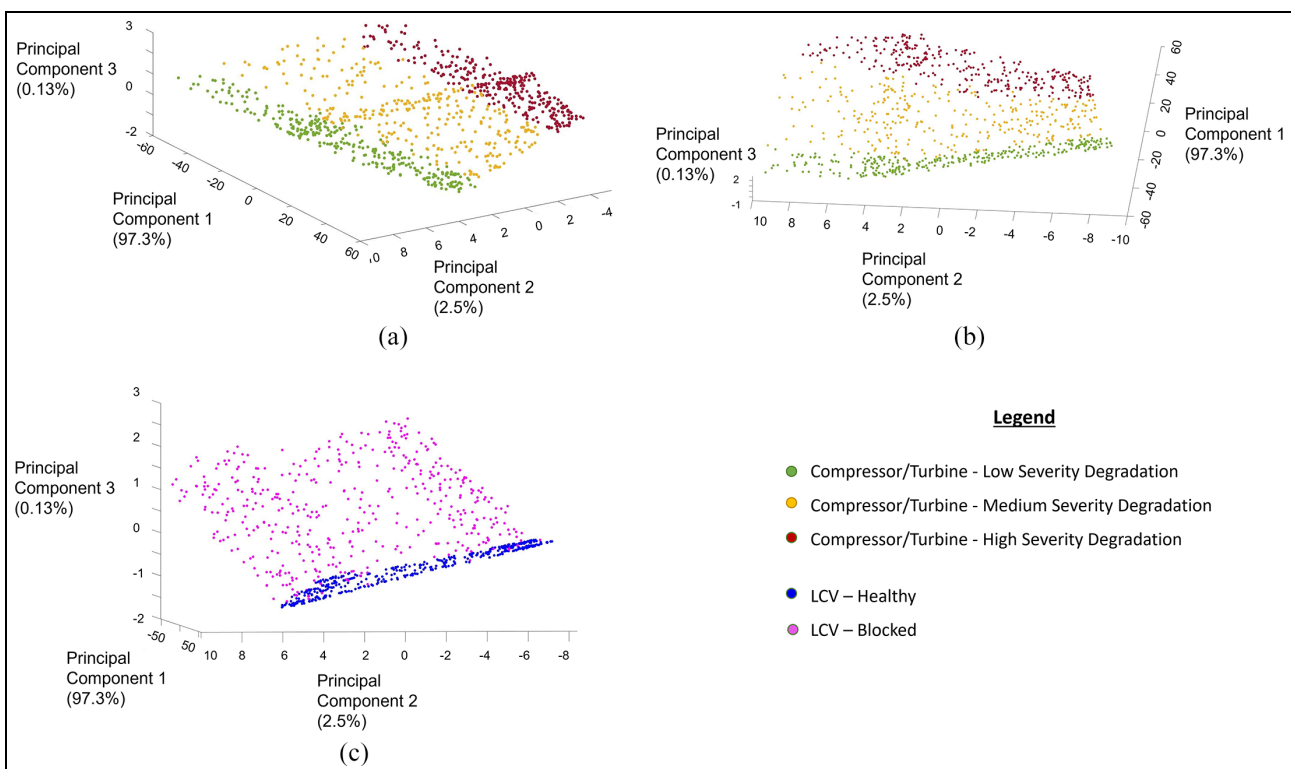 3
Principal
Component 3
(0.13%)
0
-2
-60
-40
-20
0
20
40
60
Principal
Component 1
(97.3%)
,0
8
6
4
2
0
2
-4
Principal
Component 2
(2.5%)
(a)
60
40
20
0
-20
-40
-60
Principal
Component 1
(97.3%)
Principal
Component 3
(0.13%)
2
-1
10
8
6
4
2
0
-2
-4
-6
-8
-10
Principal
Component 2
(2.5%)
(b)
3
2
1
0
-1
-2
Principal
Component 3
(0.13%)
-50
50
Principal
Component 1
(97.3%)
10
8
6
4
2
0
-2
-4
-6
-8
Principal
Component 2
(2.5%)
(c)
Legend
Compressor/Turbine - Low Severity Degradation
Compressor/Turbine - Medium Severity Degradation
Compressor/Turbine - High Severity Degradation
LCV – Healthy
LCV – Blocked